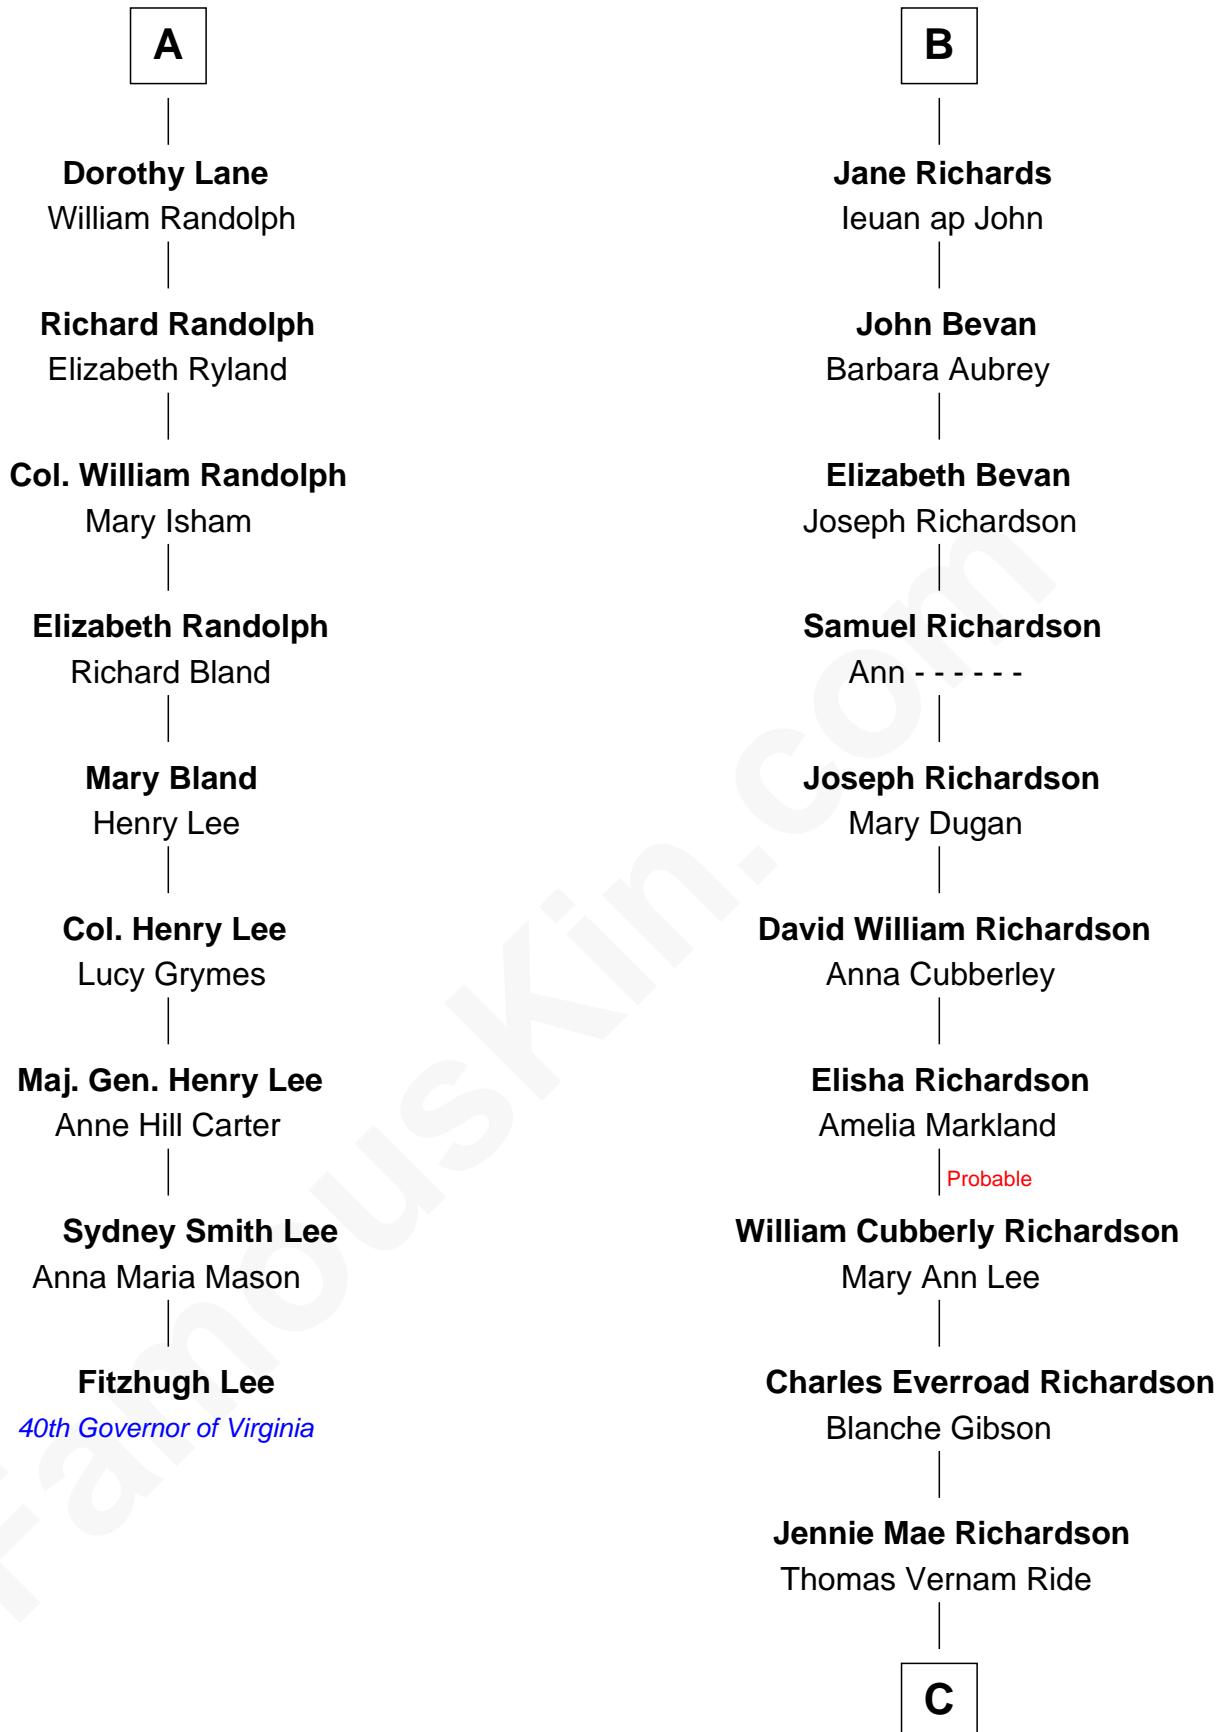 A
Dorothy Lane
William Randolph
Richard Randolph
Elizabeth Ryland
Col. William Randolph
Mary Isham
Elizabeth Randolph
Richard Bland
Mary Bland
Henry Lee
Col. Henry Lee
Lucy Grymes
Maj. Gen. Henry Lee
Anne Hill Carter
Sydney Smith Lee
Anna Maria Mason
Fitzhugh Lee
40th Governor of Virginia
B
Jane Richards
Ieuan ap John
John Bevan
Barbara Aubrey
Elizabeth Bevan
Joseph Richardson
Samuel Richardson
Ann - - - - - -
Joseph Richardson
Mary Dugan
David William Richardson
Anna Cubberley
Elisha Richardson
Amelia Markland
Probable
William Cubberly Richardson
Mary Ann Lee
Charles Everroad Richardson
Blanche Gibson
Jennie Mae Richardson
Thomas Vernam Ride
C
FamousKin.com